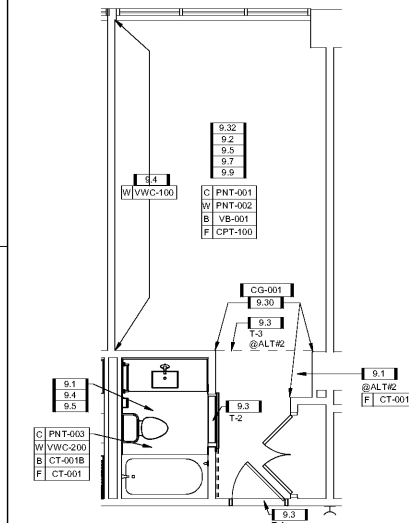 9.32
9.2
9.5
9.7
9.9
9.4
W VWC-100
C PNT-001
W PNT-002
B VB-001
F CPT-100
CG-001
9.30
9.3
T-3
@ALT#2
9.1
@ALT#2
F CT-001
9.1
9.4
9.5
9.3
T-2
C PNT-003
W VWC-200
B CT-001B
F CT-001
9.3